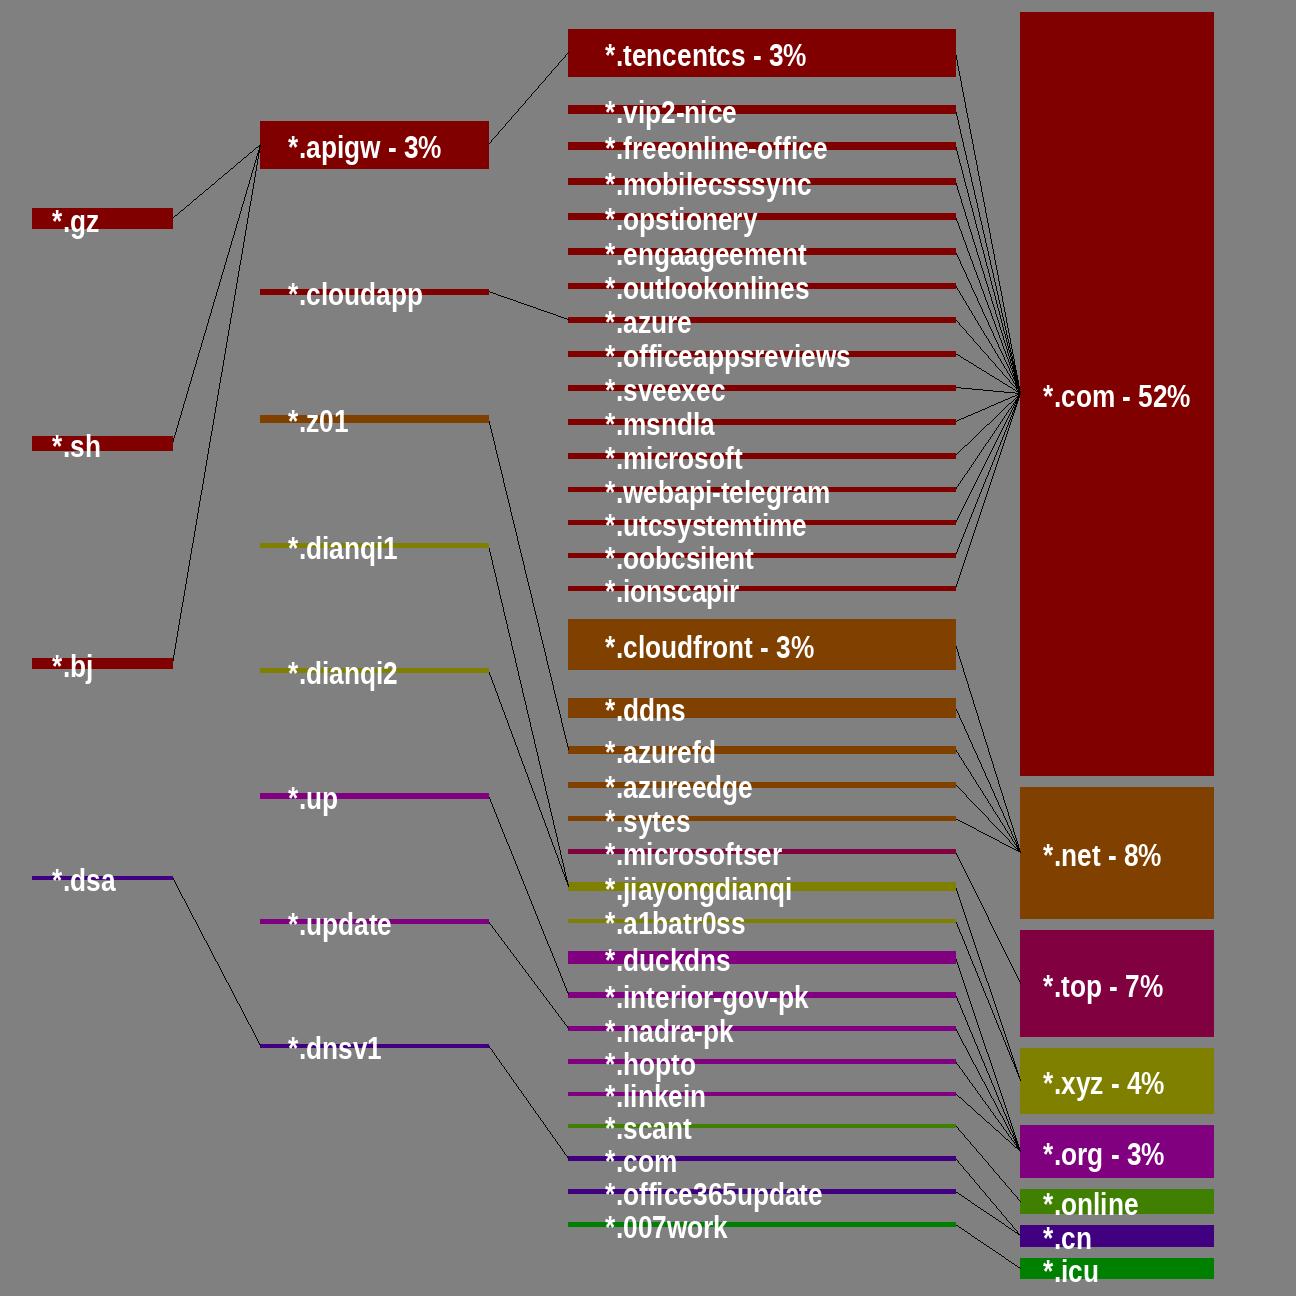 *.gz
*.sh
*.bj
*.dsa
*.apigw - 3%
*.cloudapp
*.z01
*.dianqi1
*.dianqi2
*.up
*.update
*.dnsv1
*.tencentcs - 3%
*.vip2-nice
*.freeonline-office
*.mobilecsssync
*.opstionery
*.engaageement
*.outlookonlines
*.azure
*.officeappsreviews
*.sveexec
*.msndla
*.microsoft
*.webapi-telegram
*.utcsystemtime
*.oobcsilent
*.ionscapir
*.cloudfront - 3%
*.ddns
*.azurefd
*.azureedge
*.sytes
*.microsoftser
*.jiayongdianqi
*.a1batr0ss
*.duckdns
*.interior-gov-pk
*.nadra-pk
*.hopto
*.linkein
*.scant
*.com
*.office365update
*.007work
*.com - 52%
*.net - 8%
*.top - 7%
*.xyz - 4%
*.org - 3%
*.online
*.cn
*.icu